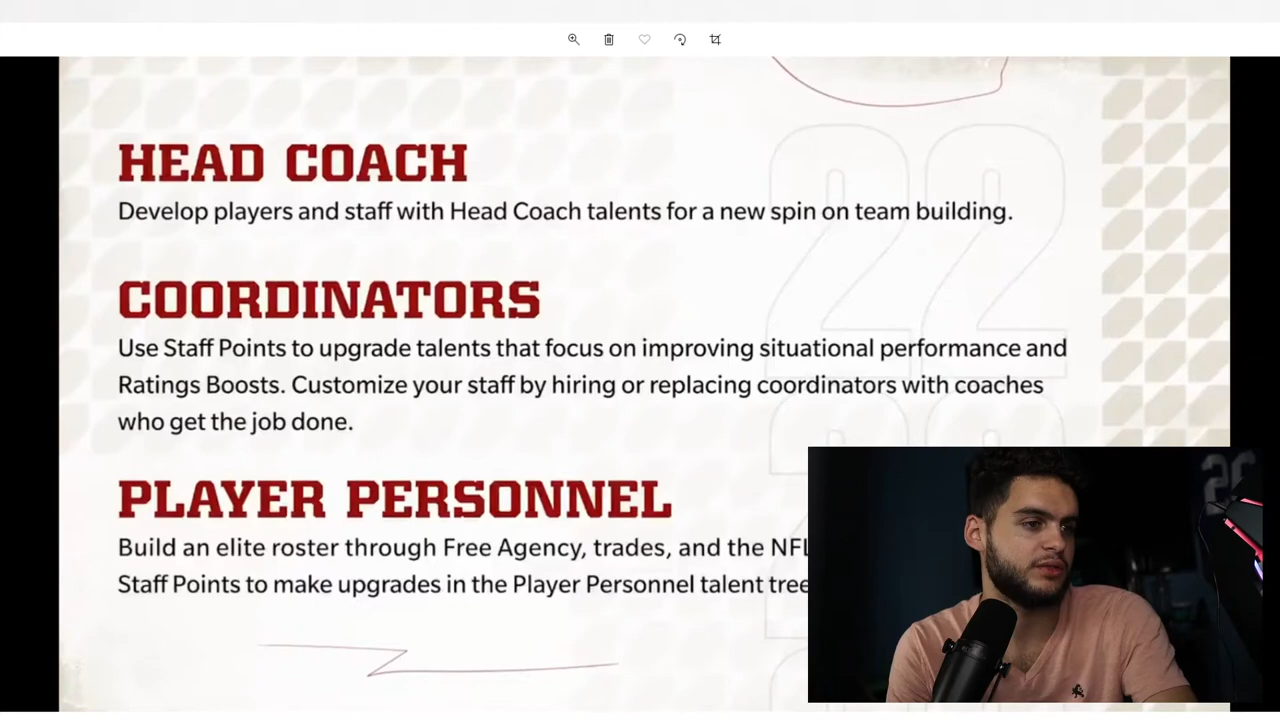 HEAD COACH
Develop players and staff with Head Coach talents for a new spin on team building.
COORDINATORS
Use Staff Points to upgrade talents that focus on improving situational performance and
Ratings Boosts. Customize your staff by hiring or replacing coordinators with coaches
who get the job done.
PLAYER PERSONNEL
Build an elite roster through Free Agency, trades, and the NFL
Staff Points to make upgrades in the Player Personnel talent tree
22